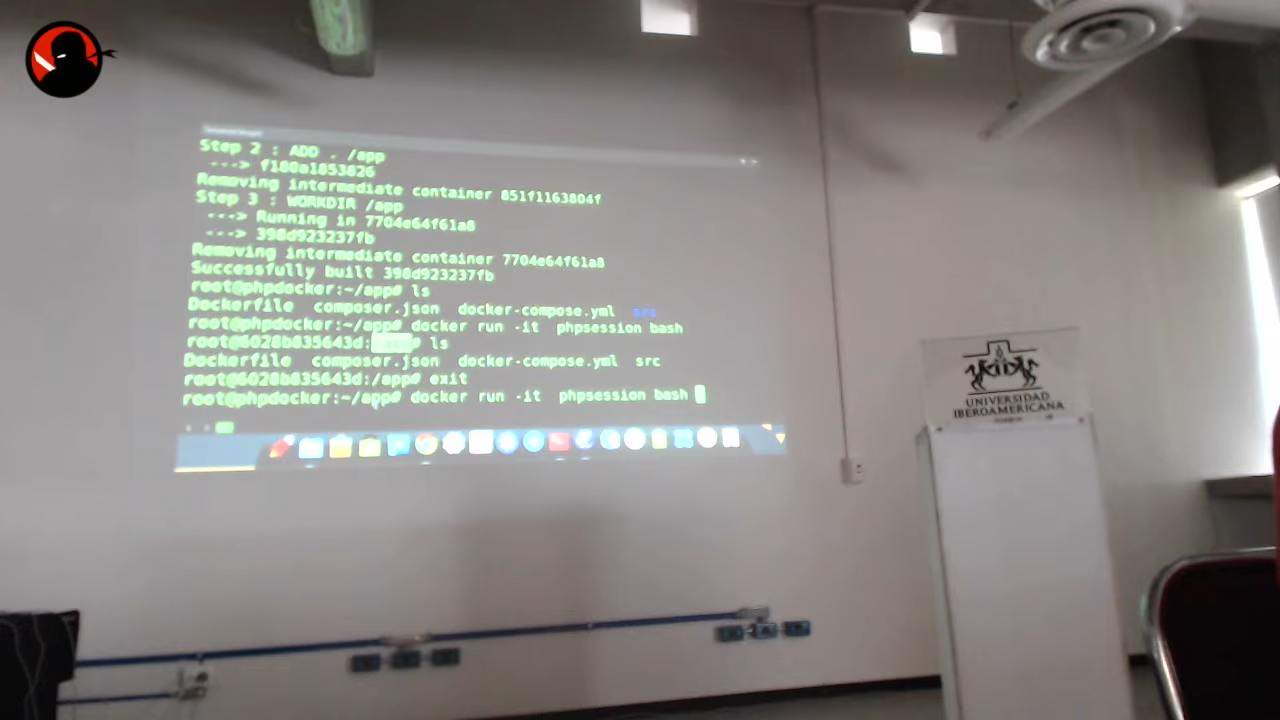 Step 2 : ADD . /app
---> f180a1853826
Removing intermediate container 851f1163804f
Step 3 : WORKDIR /app
---> Running in 7704e64f61a8
---> 398d923237fb
Removing intermediate container 7704e64f61a8
Successfully built 398d923237fb
root@phpdocker:~/app# ls
Dockerfile composer.json docker-compose.yml src
root@phpdocker:~/app# docker run -it phpsession bash
root@6028b835643d:/app# ls
Dockerfile composer.json docker-compose.yml src
root@6028b835643d:/app# exit
root@phpdocker:~/app# docker run -it phpsession bash
UNIVERSIDAD
IBEROAMERICANA